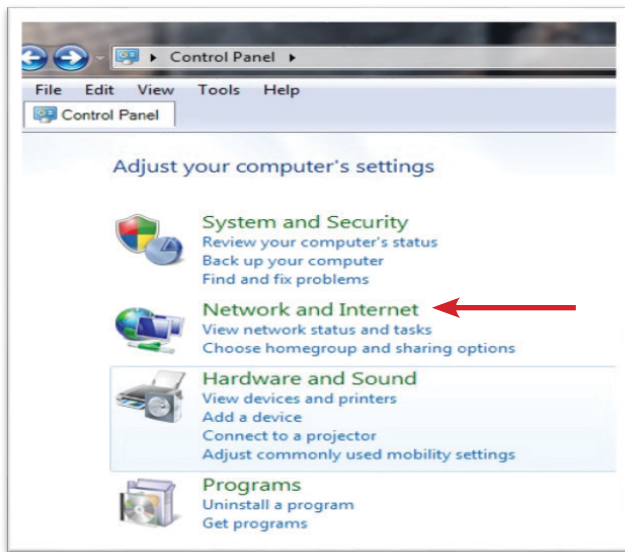 Control Panel
File Edit View Tools Help
Control Panel
Adjust your computer's settings
System and Security
Review your computer's status
Back up your computer
Find and fix problems
Network and Internet
View network status and tasks
Choose homegroup and sharing options
Hardware and Sound
View devices and printers
Add a device
Connect to a projector
Adjust commonly used mobility settings
Programs
Uninstall a program
Get programs